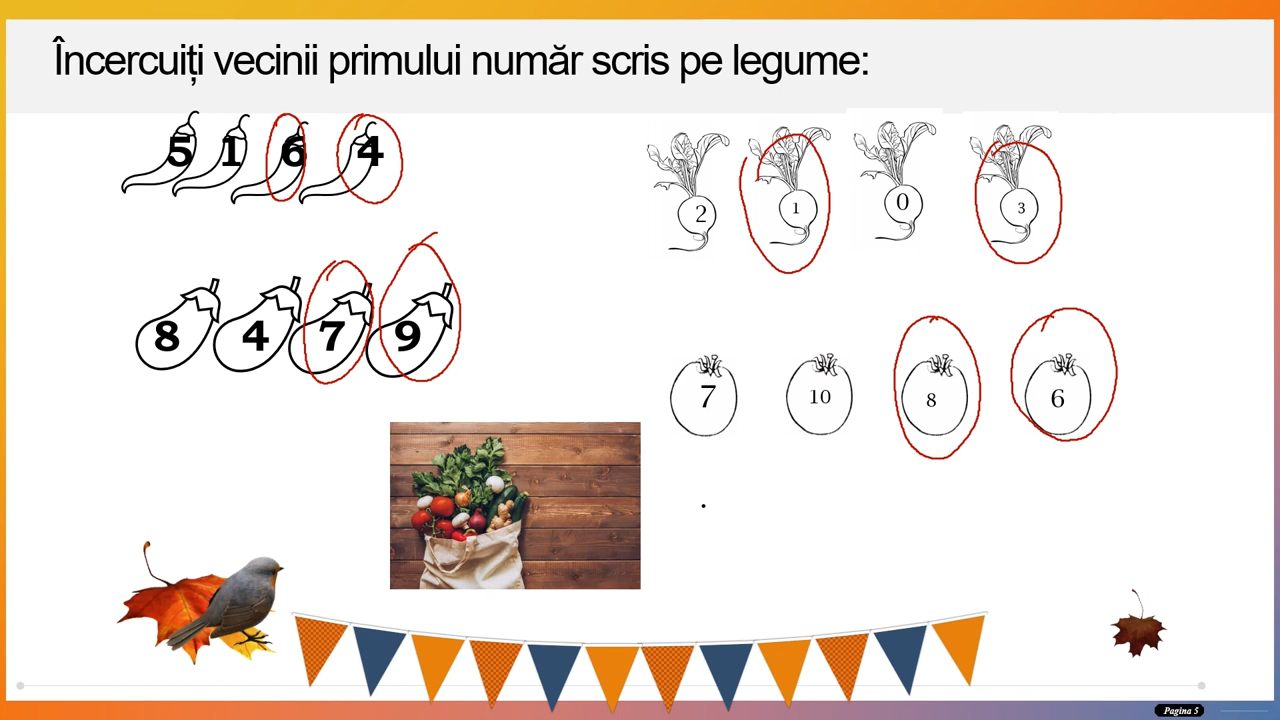 Încercuiți vecinii primului număr scris pe legume:
5 1 6 4
2 1 0 3
8 4 7 9
7 10 8 6
.
Pagina 5